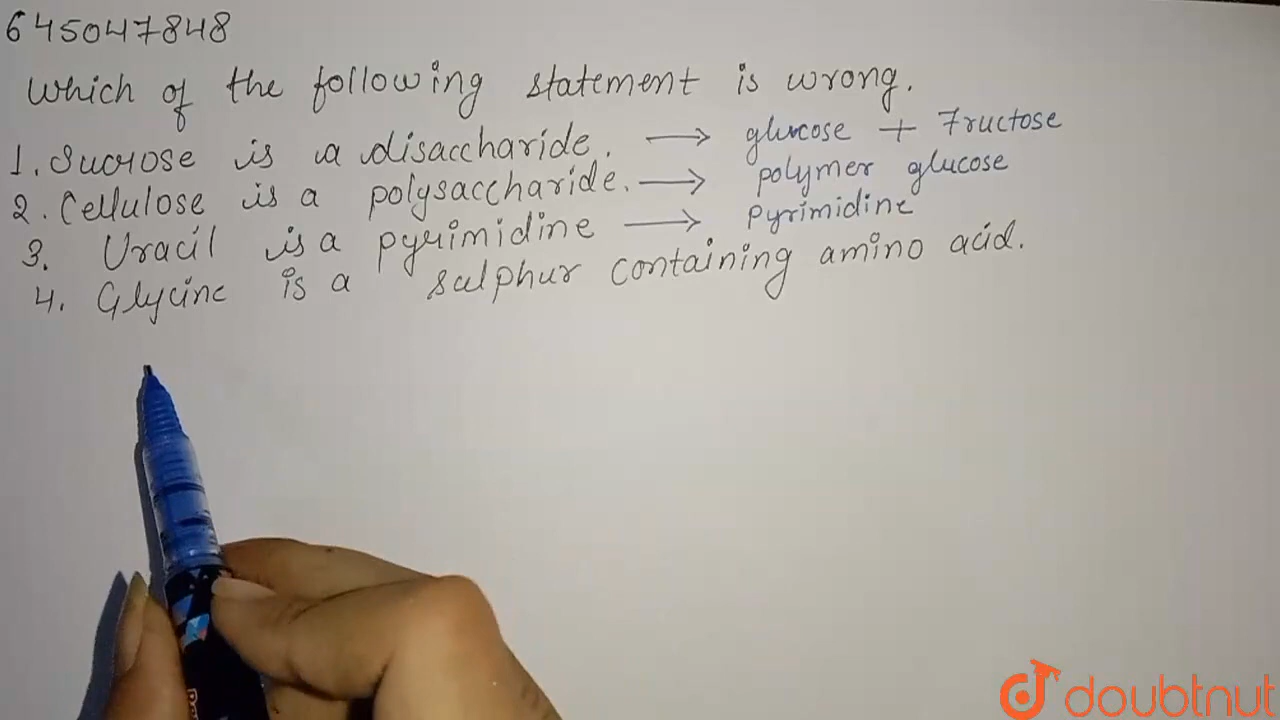 645047848
Which of the following statement is wrong.
1. Sucrose is a disaccharide. → glucose + Fructose
2. Cellulose is a polysaccharide. → polymer glucose
3. Uracil is a pyrimidine → Pyrimidine
4. Glycine is a sulphur containing amino acid.
doubtnut